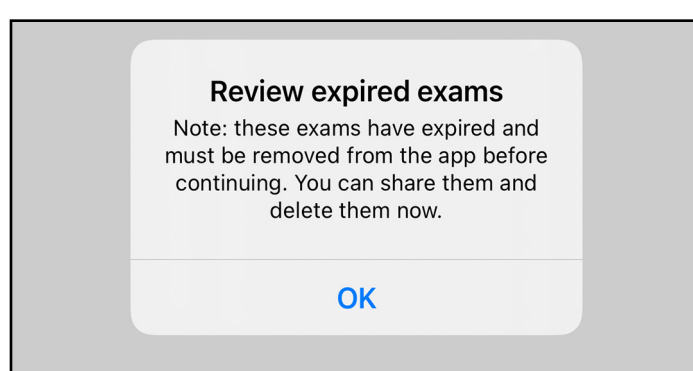 Review expired exams
Note: these exams have expired and
must be removed from the app before
continuing. You can share them and
delete them now.
OK